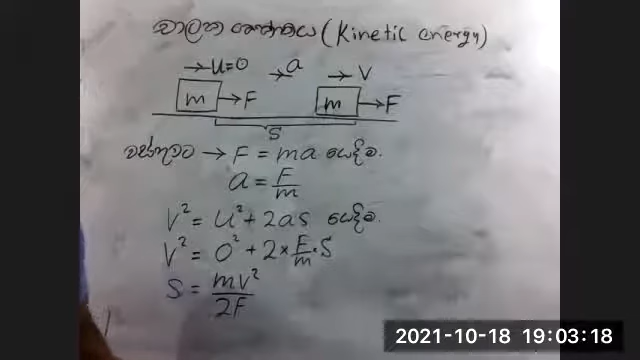 චාලක ශක්තිය (Kinetic energy)
u=0 a v
m F m F
s
වස්තුවට → F = ma යෙදීම.
a = F/m
v² = u² + 2as යෙදීම.
v² = 0² + 2 × F/m · s
s = mv²/2F
2021-10-18 19:03:18